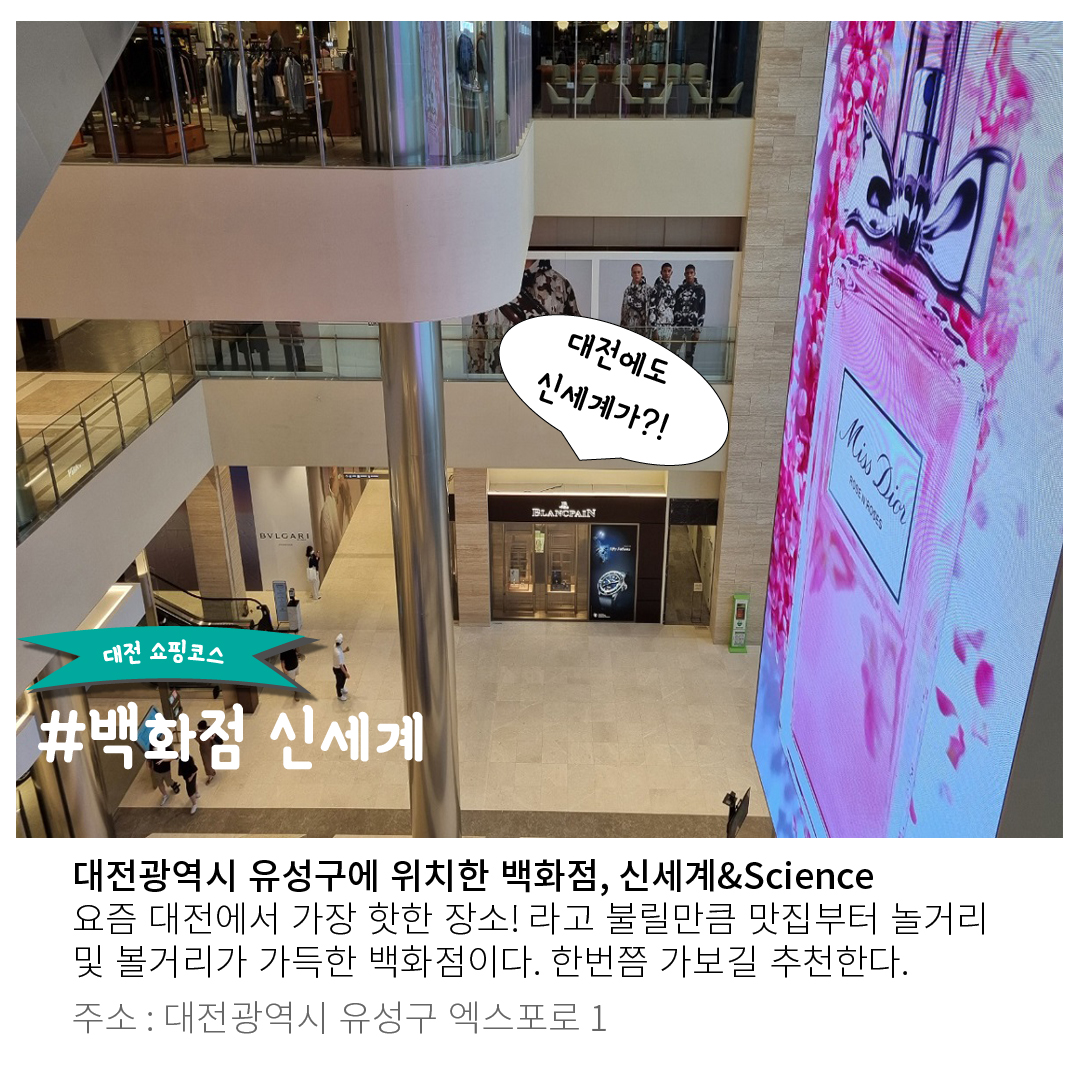 대전에도
신세계가?!
Miss Dior
ROSE N'ROSES
BLANCPAIN
BVLGARI
대전 쇼핑코스
#백화점 신세계
대전광역시 유성구에 위치한 백화점, 신세계&Science
요즘 대전에서 가장 핫한 장소! 라고 불릴만큼 맛집부터 놀거리
및 볼거리가 가득한 백화점이다. 한번쯤 가보길 추천한다.
주소 : 대전광역시 유성구 엑스포로 1